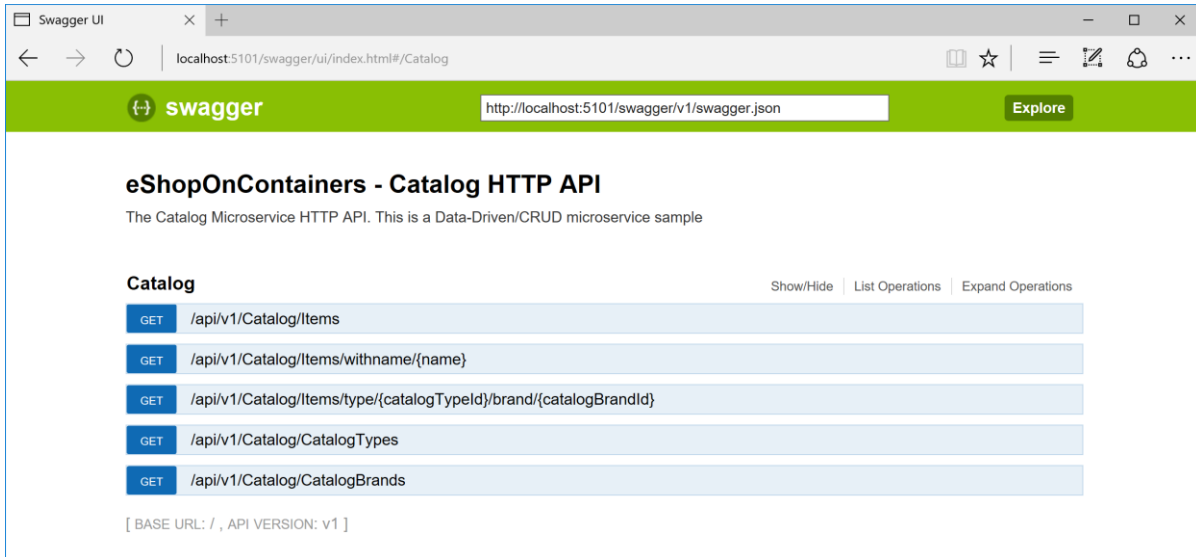 Swagger UI
localhost:5101/swagger/ui/index.html#/Catalog
{··} swagger
http://localhost:5101/swagger/v1/swagger.json
Explore
eShopOnContainers - Catalog HTTP API
The Catalog Microservice HTTP API. This is a Data-Driven/CRUD microservice sample
Catalog
Show/Hide
List Operations
Expand Operations
GET /api/v1/Catalog/Items
GET /api/v1/Catalog/Items/withname/{name}
GET /api/v1/Catalog/Items/type/{catalogTypeId}/brand/{catalogBrandId}
GET /api/v1/Catalog/CatalogTypes
GET /api/v1/Catalog/CatalogBrands
[ BASE URL: / , API VERSION: v1 ]